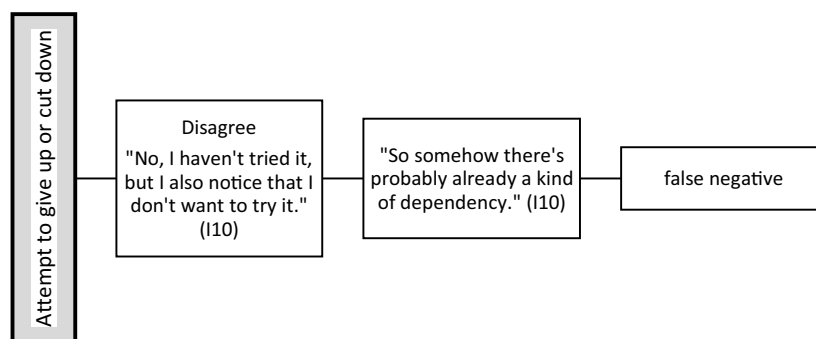 Attempt to give up or cut down
Disagree
"No, I haven't tried it,
but I also notice that I
don't want to try it."
(I10)
"So somehow there's
probably already a kind
of dependency." (I10)
false negative